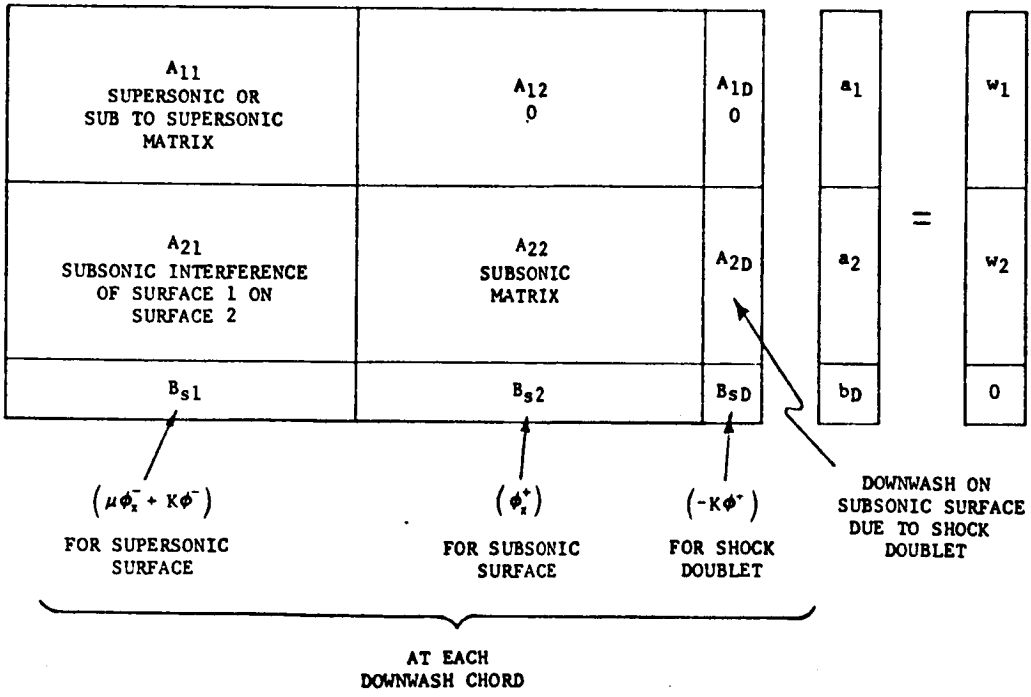 A11
SUPERSONIC OR
SUB TO SUPERSONIC
MATRIX
A12
0
A1D
0
a1
w1
A21
SUBSONIC INTERFERENCE
OF SURFACE 1 ON
SURFACE 2
A22
SUBSONIC
MATRIX
A2D
a2
=
w2
Bs1
Bs2
BsD
bD
0
(μϕx⁻ + Kϕ⁻)
FOR SUPERSONIC
SURFACE
(ϕx⁺)
FOR SUBSONIC
SURFACE
(-Kϕ⁺)
FOR SHOCK
DOUBLET
DOWNWASH ON
SUBSONIC SURFACE
DUE TO SHOCK
DOUBLET
AT EACH
DOWNWASH CHORD